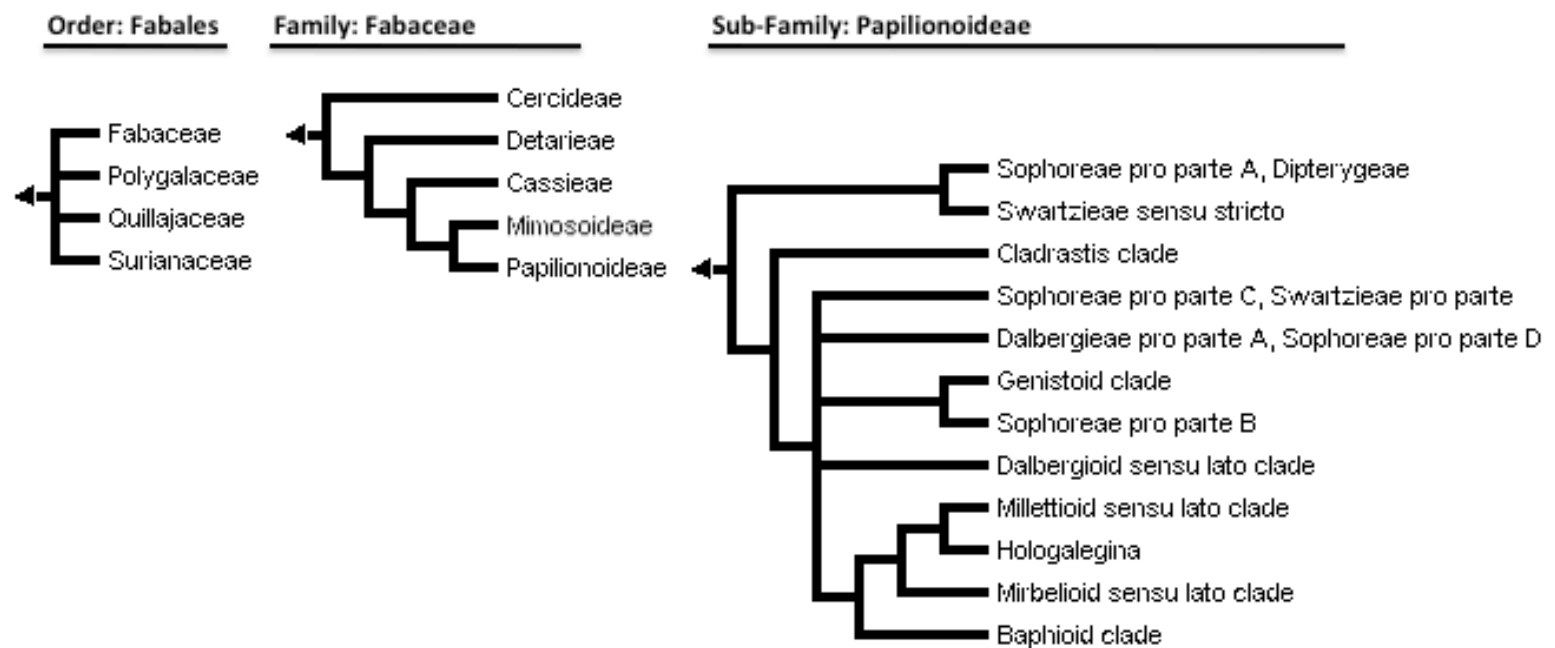 Order: Fabales
Fabaceae
Polygalaceae
Quillajaceae
Surianaceae
Family: Fabaceae
Cercideae
Detarieae
Cassieae
Mimosoideae
Papilionoideae
Sub-Family: Papilionoideae
Sophoreae pro parte A, Dipterygeae
Swartzieae sensu stricto
Cladrastis clade
Sophoreae pro parte C, Swartzieae pro parte
Dalbergieae pro parte A, Sophoreae pro parte D
Genistoid clade
Sophoreae pro parte B
Dalbergioid sensu lato clade
Millettioid sensu lato clade
Hologalegina
Mirbelioid sensu lato clade
Baphioid clade